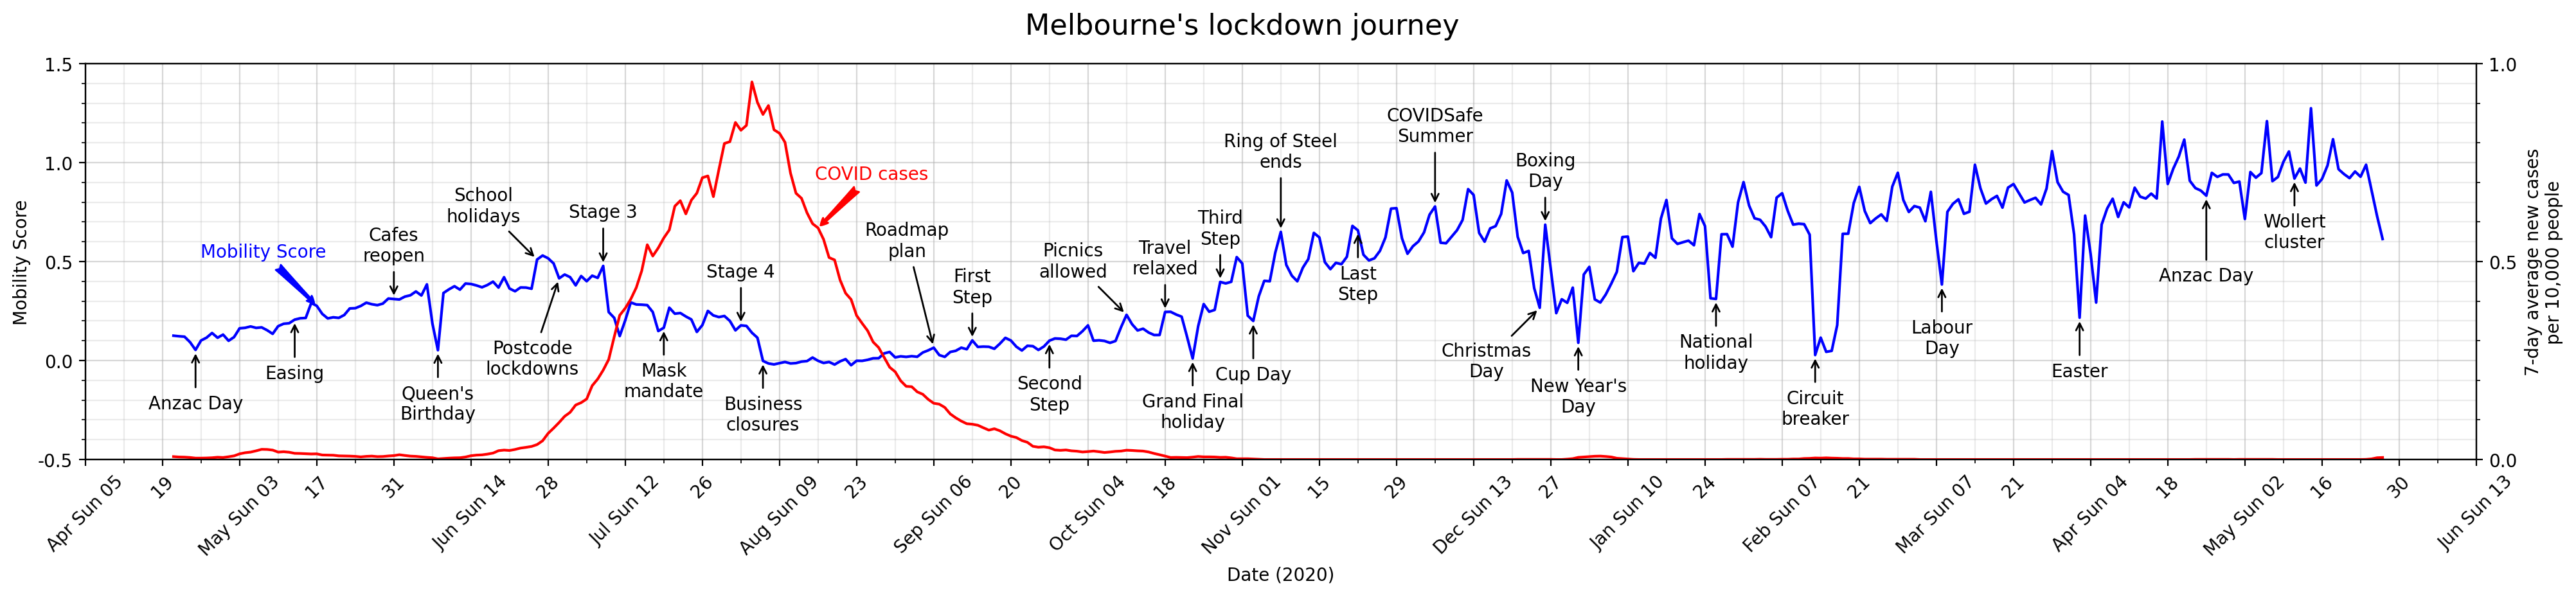 Melbourne's lockdown journey
Mobility Score
1.5
1.0
0.5
0.0
-0.5
Mobility Score
Anzac Day
Easing
Cafes
reopen
Queen's
Birthday
School
holidays
Postcode
lockdowns
Stage 3
Mask
mandate
Stage 4
Business
closures
COVID cases
Roadmap
plan
First
Step
Second
Step
Picnics
allowed
Travel
relaxed
Grand Final
holiday
Third
Step
Cup Day
Ring of Steel
ends
Last
Step
COVIDSafe
Summer
Christmas
Day
Boxing
Day
New Year's
Day
National
holiday
Circuit
breaker
Labour
Day
Easter
Anzac Day
Wollert
cluster
1.0
0.5
0.0
7-day average new cases
per 10,000 people
Apr Sun 05
19
May Sun 03
17
31
Jun Sun 14
28
Jul Sun 12
26
Aug Sun 09
23
Sep Sun 06
20
Oct Sun 04
18
Nov Sun 01
15
29
Dec Sun 13
27
Jan Sun 10
24
Feb Sun 07
21
Mar Sun 07
21
Apr Sun 04
18
May Sun 02
16
30
Jun Sun 13
Date (2020)